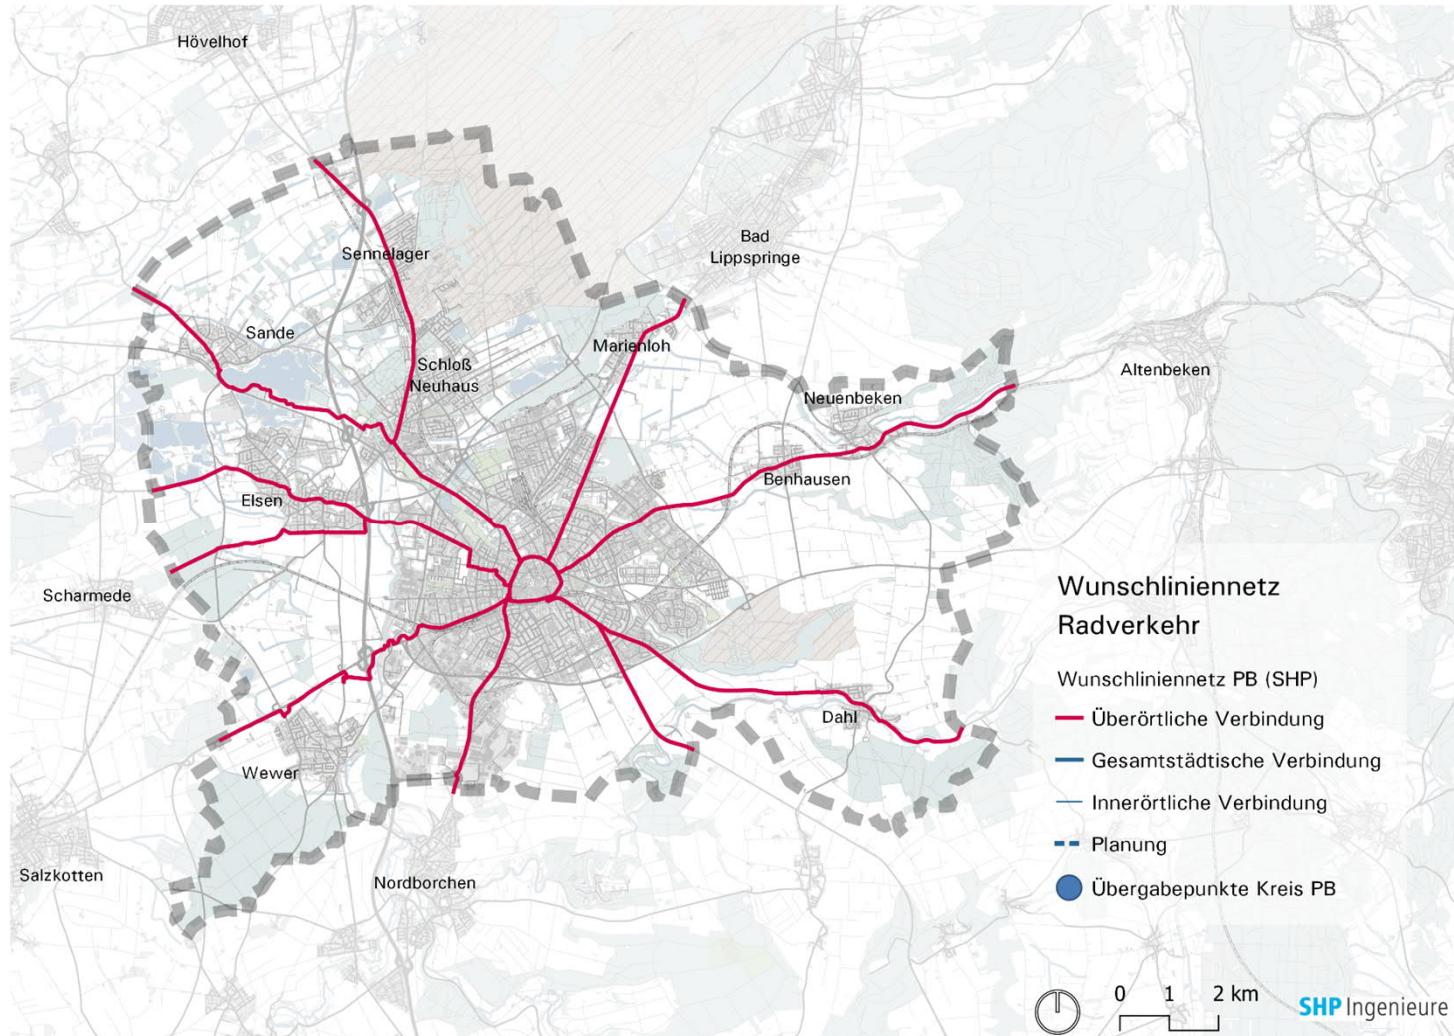 Hövelhof
Sennelager
Bad
Lippspringe
Sande
Marienloh
Schloß
Neuhaus
Altenbeken
Neuenbeken
Benhausen
Elsen
Scharmede
Dahl
Wewer
Salzkotten
Nordborchen
Wunschliniennetz
Radverkehr
Wunschliniennetz PB (SHP)
Überörtliche Verbindung
Gesamtstädtische Verbindung
Innerörtliche Verbindung
Planung
Übergabepunkte Kreis PB
0 1 2 km
SHP Ingenieure